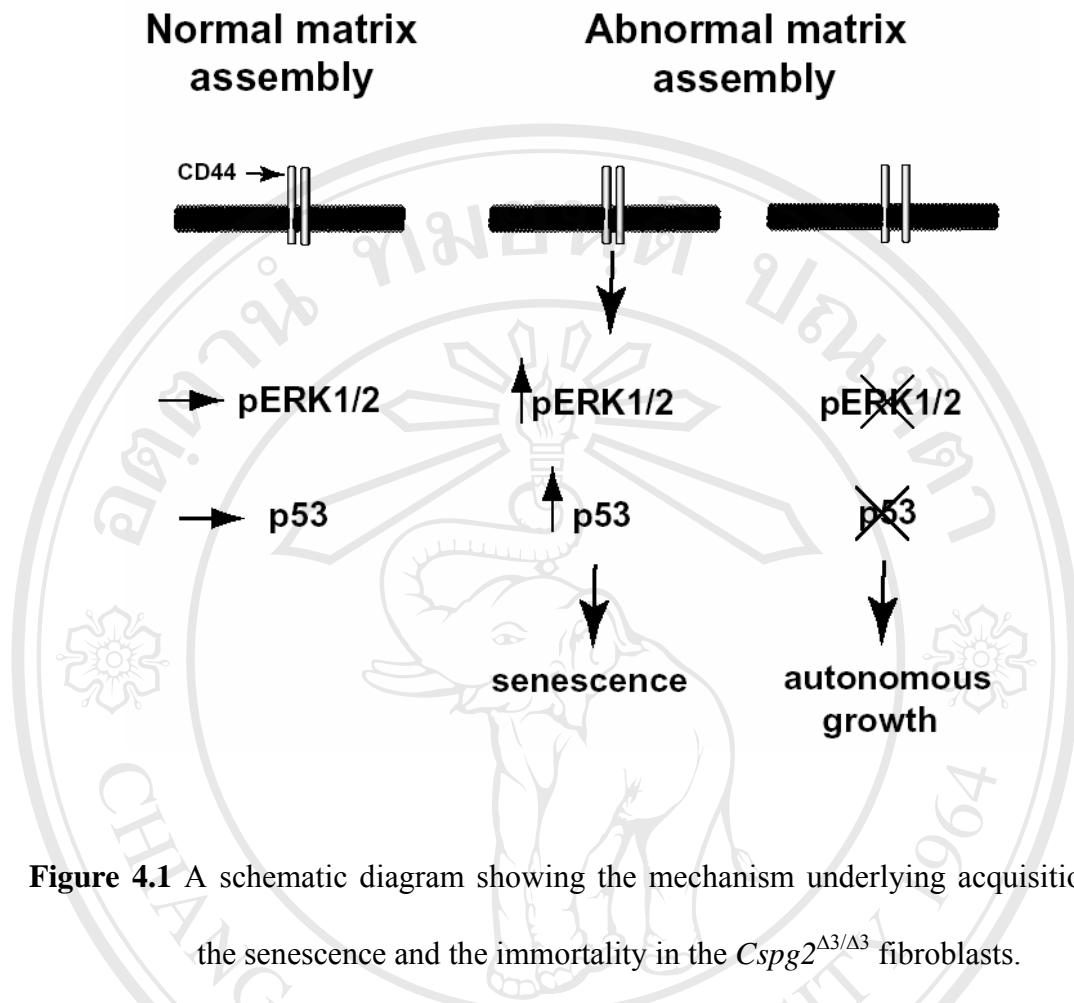 Normal matrix
assembly
Abnormal matrix
assembly
CD44
pERK1/2
pERK1/2
pERK1/2
p53
p53
p53
senescence
autonomous
growth
Figure 4.1 A schematic diagram showing the mechanism underlying acquisitio
the senescence and the immortality in the Cspg2^Δ3/Δ3 fibroblasts.